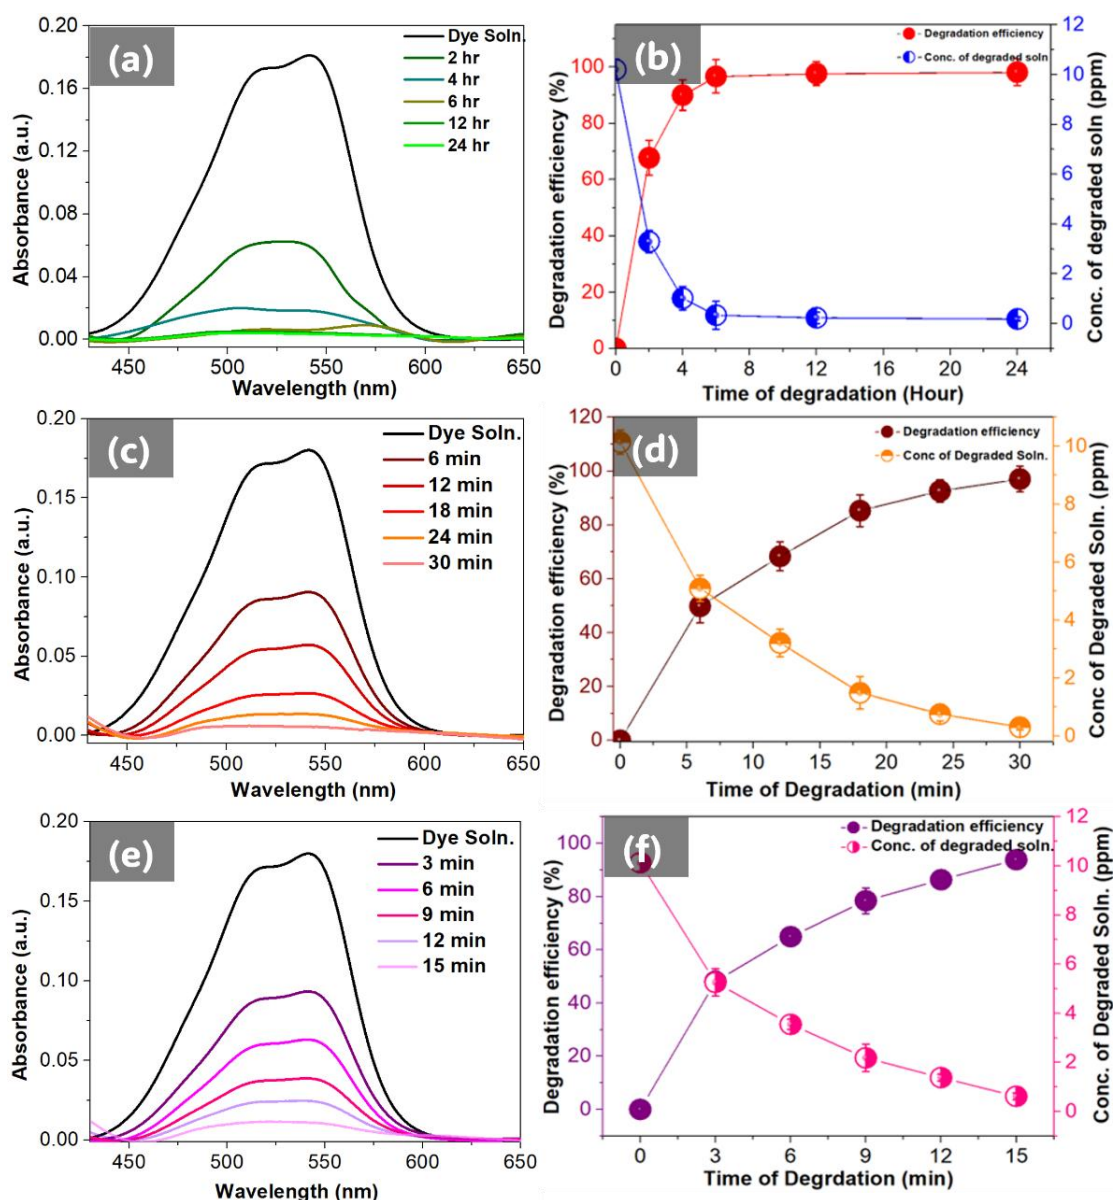 (a)
Dye Soln.
2 hr
4 hr
6 hr
12 hr
24 hr
0.20
0.16
0.12
0.08
0.04
0.00
Absorbance (a.u.)
450 500 550 600 650
Wavelength (nm)
(b)
Degradation efficiency
Conc. of degraded soln
100
80
60
40
20
0
Degradation efficiency (%)
12
10
8
6
4
2
0
Conc. of degraded soln (ppm)
0 4 8 12 16 20 24
Time of degradation (Hour)
(c)
Dye Soln.
6 min
12 min
18 min
24 min
30 min
0.20
0.15
0.10
0.05
0.00
Absorbance (a.u.)
450 500 550 600 650
Wavelength (nm)
(d)
Degradation efficiency
Conc of Degraded Soln.
120
100
80
60
40
20
0
Degradation efficiency (%)
10
8
6
4
2
0
Conc of Degraded Soln. (ppm)
0 5 10 15 20 25 30
Time of Degradation (min)
(e)
Dye Soln.
3 min
6 min
9 min
12 min
15 min
0.20
0.15
0.10
0.05
0.00
Absorbance (a.u.)
450 500 550 600 650
Wavelength (nm)
(f)
Degradation efficiency
Conc. of degraded soln.
100
80
60
40
20
0
Degradation efficiency (%)
12
10
8
6
4
2
0
Conc. of Degraded Soln. (ppm)
0 3 6 9 12 15
Time of Degrdation (min)